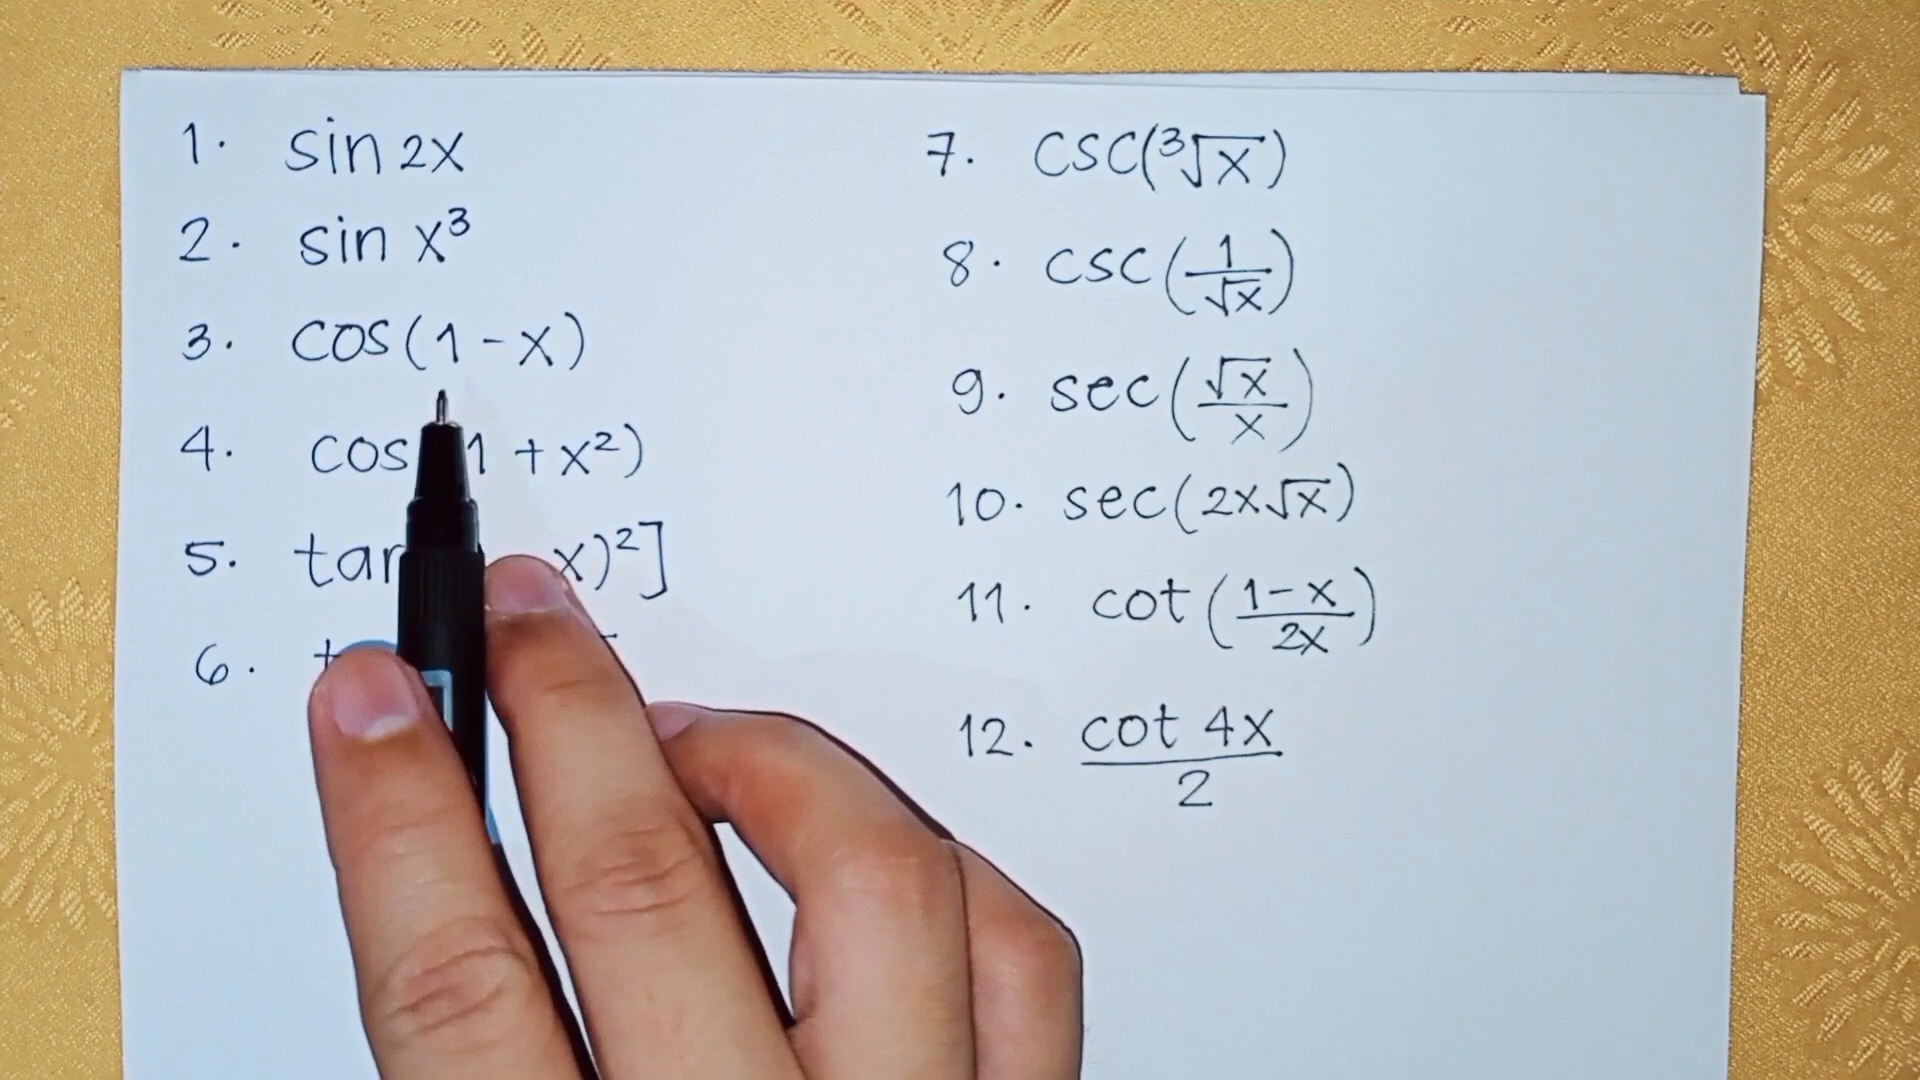 1. sin 2x
2. sin x³
3. cos(1 - x)
4. cos 1 + x²)
5. x)²]
6.
7. csc(³√x)
8. csc(1/√x)
9. sec(√x/x)
10. sec(2x√x)
11. cot(1-x/2x)
12. cot 4x/2